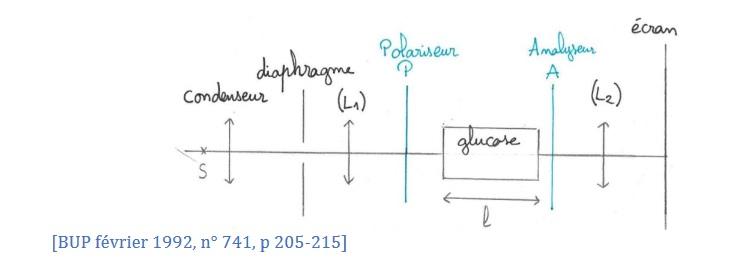 écran
Polariseur
P
Analyseur
A
diaphragme
condenseur
(L1)
(L2)
S
glucose
l
[BUP février 1992, n° 741, p 205-215]